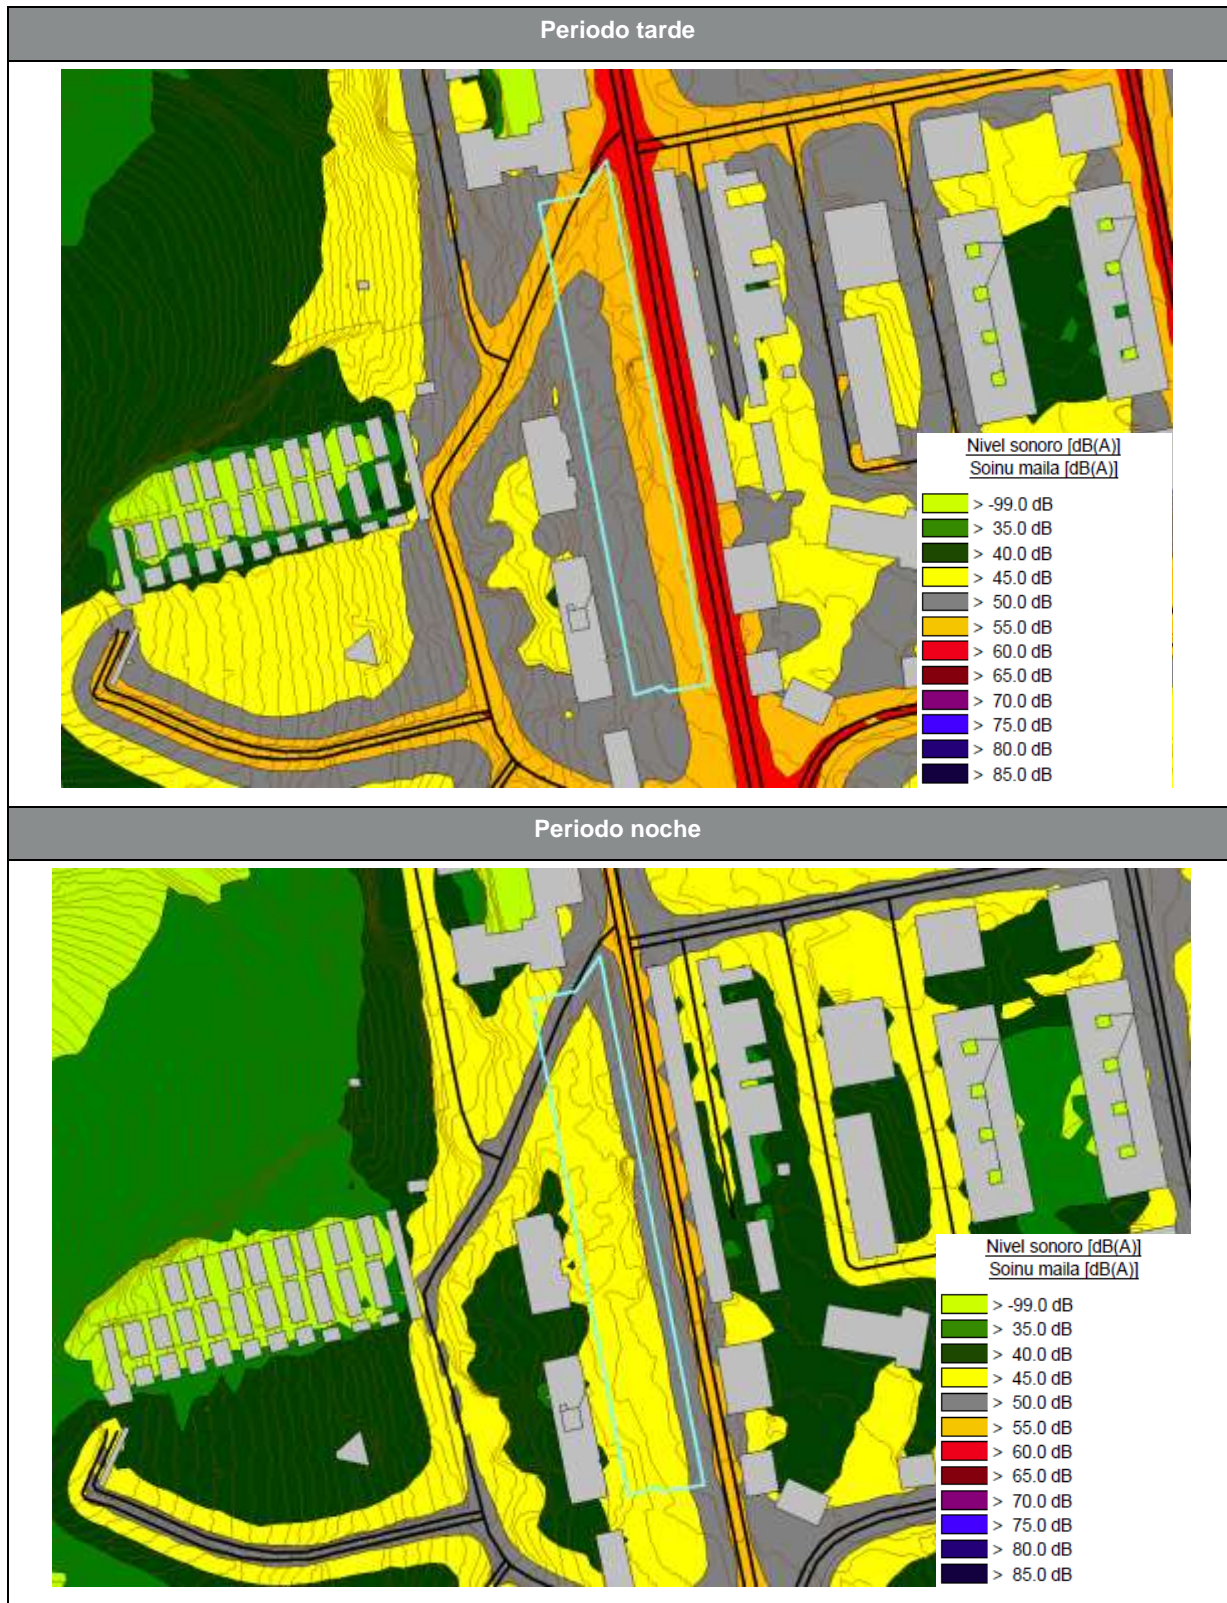 Periodo tarde
Nivel sonoro [dB(A)]
Soinu maila [dB(A)]
> -99.0 dB
> 35.0 dB
> 40.0 dB
> 45.0 dB
> 50.0 dB
> 55.0 dB
> 60.0 dB
> 65.0 dB
> 70.0 dB
> 75.0 dB
> 80.0 dB
> 85.0 dB
Periodo noche
Nivel sonoro [dB(A)]
Soinu maila [dB(A)]
> -99.0 dB
> 35.0 dB
> 40.0 dB
> 45.0 dB
> 50.0 dB
> 55.0 dB
> 60.0 dB
> 65.0 dB
> 70.0 dB
> 75.0 dB
> 80.0 dB
> 85.0 dB